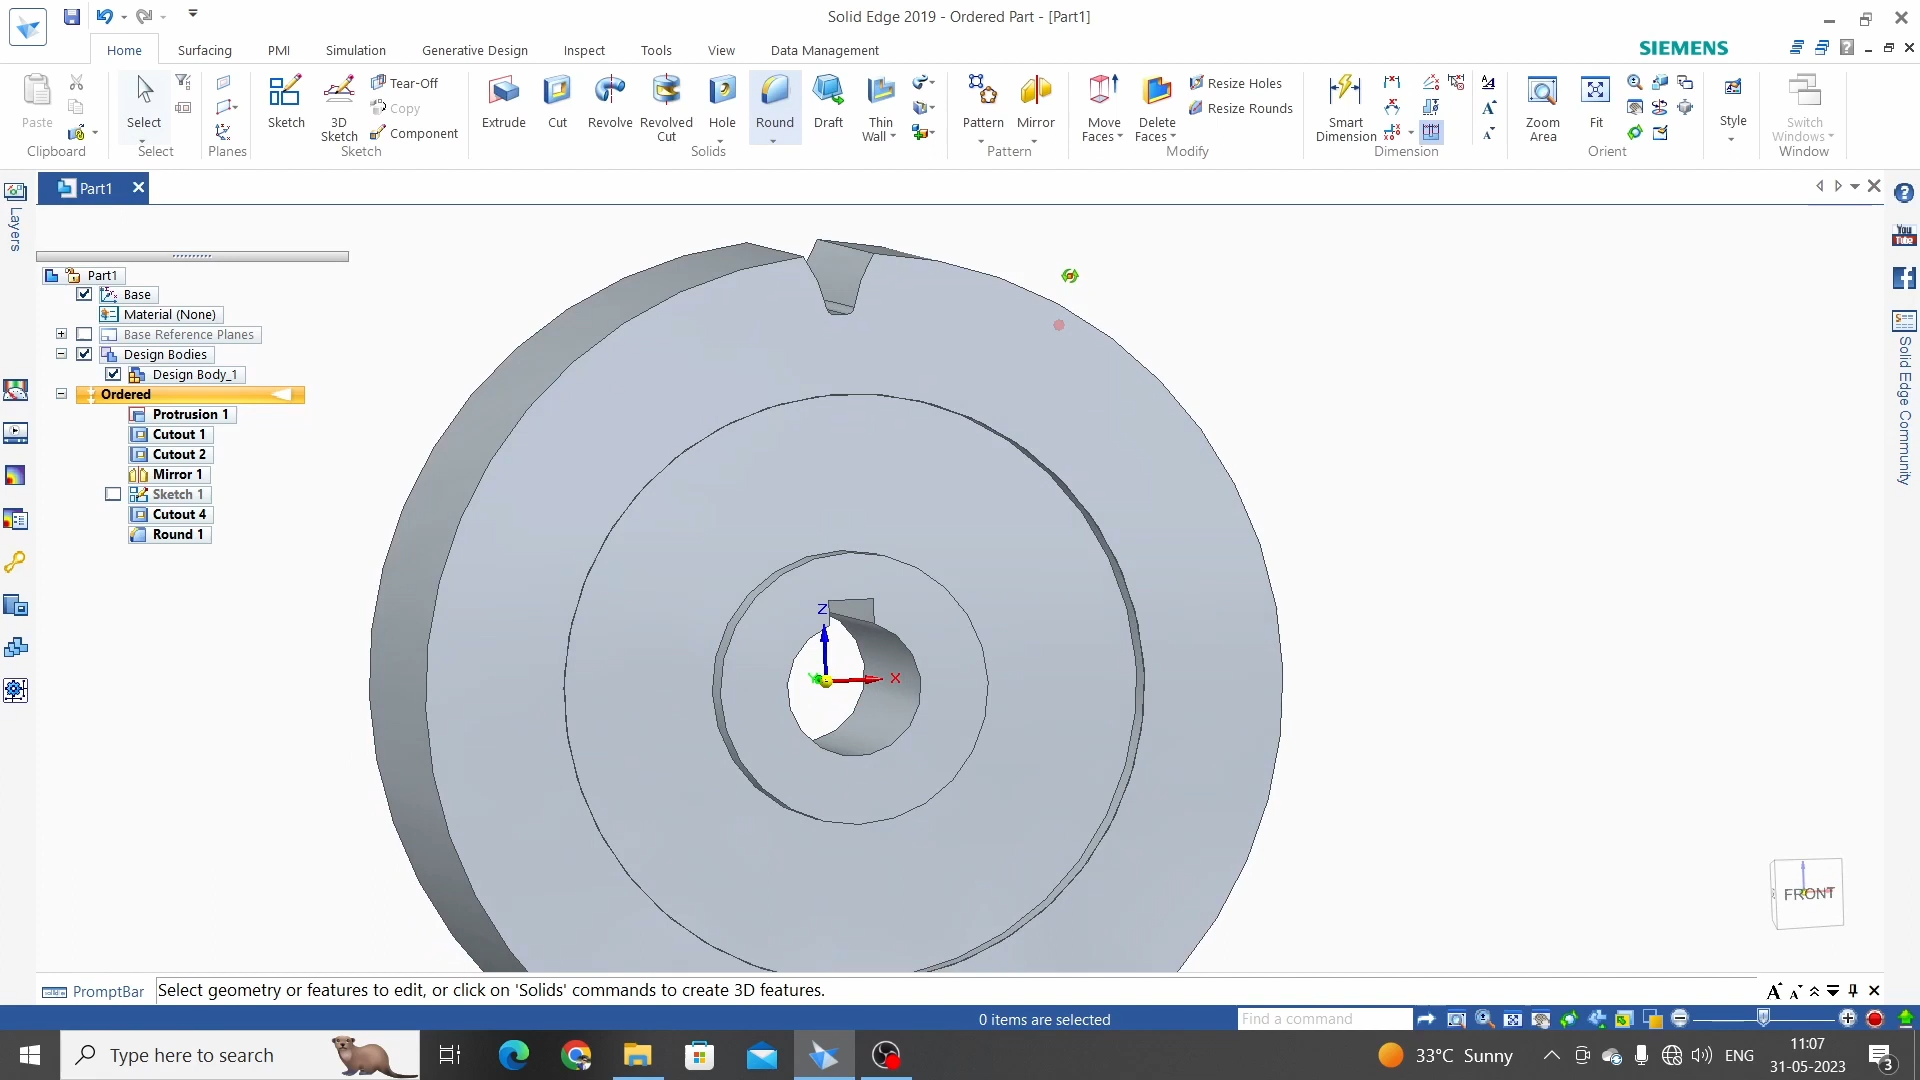 Solid Edge 2019 - Ordered Part - [Part1]
Home
Surfacing
PMI
Simulation
Generative Design
Inspect
Tools
View
Data Management
SIEMENS
Paste
Clipboard
Select
Select
Planes
Sketch
3D Sketch
Tear-Off
Copy
Component
Sketch
Extrude
Cut
Revolve
Revolved Cut
Hole
Round
Draft
Thin Wall
Solids
Pattern
Mirror
Pattern
Move Faces
Delete Faces
Resize Holes
Resize Rounds
Modify
Smart Dimension
Dimension
Zoom Area
Fit
Orient
Style
Switch Windows
Window
Part1
Layers
Part1
Base
Material (None)
Base Reference Planes
Design Bodies
Design Body_1
Ordered
Protrusion 1
Cutout 1
Cutout 2
Mirror 1
Sketch 1
Cutout 4
Round 1
Z
X
FRONT
You Tube
Solid Edge Community
PromptBar
Select geometry or features to edit, or click on 'Solids' commands to create 3D features.
0 items are selected
Find a command
Type here to search
33°C Sunny
ENG
11:07
31-05-2023
3